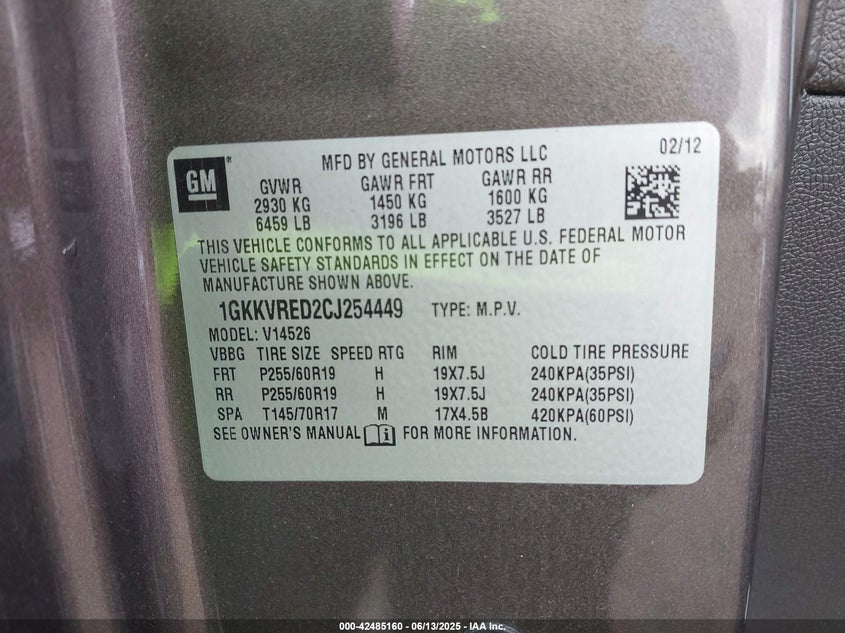 GM
MFD BY GENERAL MOTORS LLC 02/12
GVWR GAWR FRT GAWR RR
2930 KG 1450 KG 1600 KG
6459 LB 3196 LB 3527 LB
THIS VEHICLE CONFORMS TO ALL APPLICABLE U.S. FEDERAL MOTOR
VEHICLE SAFETY STANDARDS IN EFFECT ON THE DATE OF
MANUFACTURE SHOWN ABOVE.
1GKKVRED2CJ254449 TYPE: M.P.V.
MODEL: V14526
VBBG TIRE SIZE SPEED RTG RIM COLD TIRE PRESSURE
FRT P255/60R19 H 19X7.5J 240KPA(35PSI)
RR P255/60R19 H 19X7.5J 240KPA(35PSI)
SPA T145/70R17 M 17X4.5B 420KPA(60PSI)
SEE OWNER'S MANUAL FOR MORE INFORMATION.
000-42485160 - 06/13/2025 - IAA Inc.